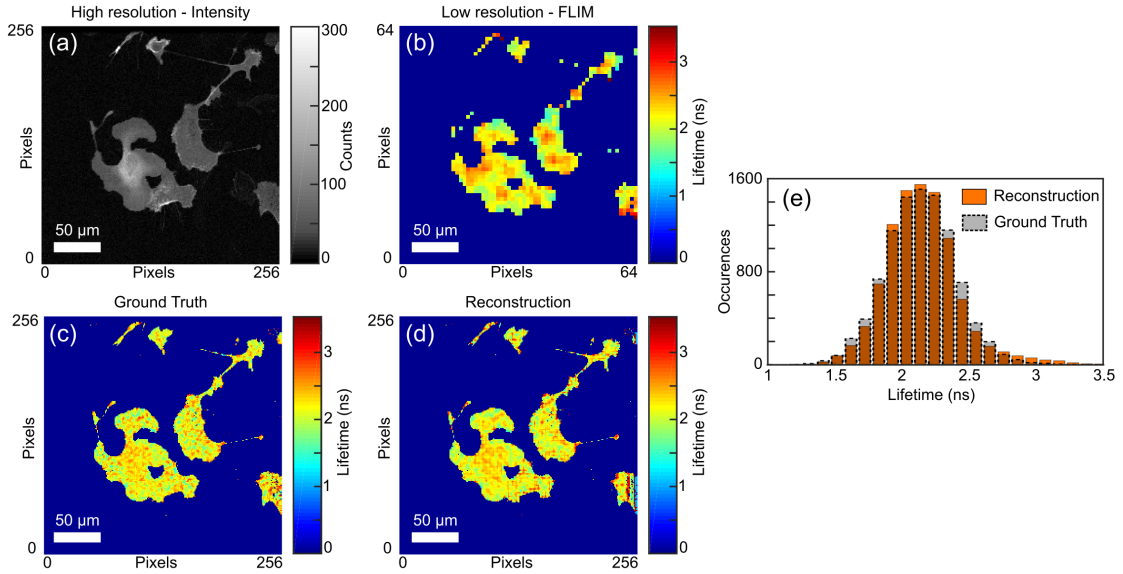 High resolution - Intensity
256
(a)
Pixels
50 µm
0
0
Pixels
256
300
200
100
0
Counts
Low resolution - FLIM
64
(b)
Pixels
50 µm
0
0
Pixels
64
3
2
1
0
Lifetime (ns)
Ground Truth
256
(c)
Pixels
50 µm
0
0
Pixels
256
3
2
1
0
Lifetime (ns)
Reconstruction
256
(d)
Pixels
50 µm
0
0
Pixels
256
3
2
1
0
Lifetime (ns)
(e)
Reconstruction
Ground Truth
1600
800
0
Occurences
1
1.5
2
2.5
3
3.5
Lifetime (ns)